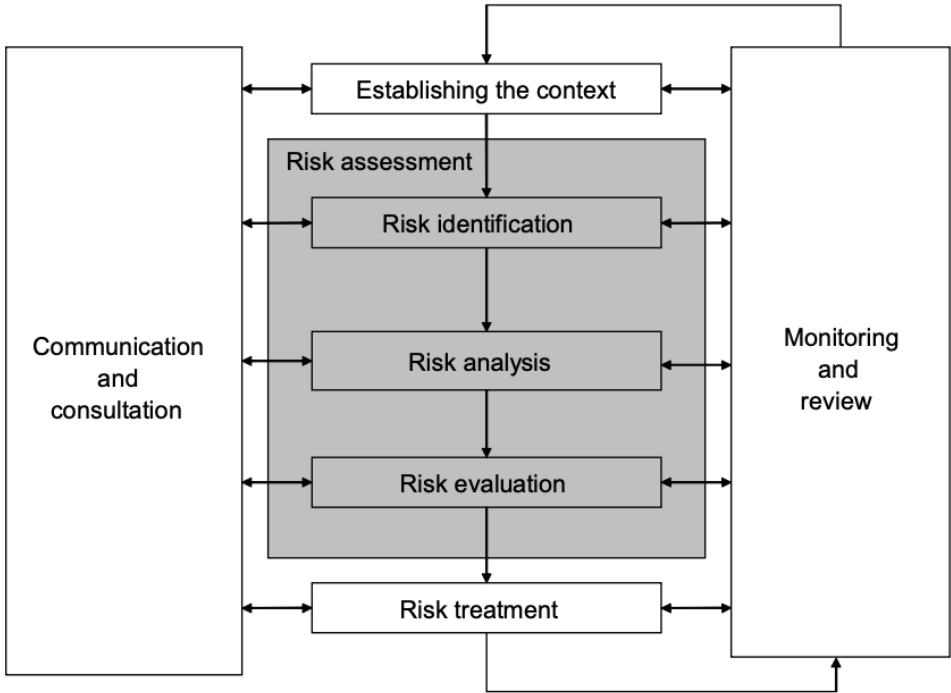 Establishing the context
Risk assessment
Risk identification
Risk analysis
Risk evaluation
Risk treatment
Communication
and
consultation
Monitoring
and
review